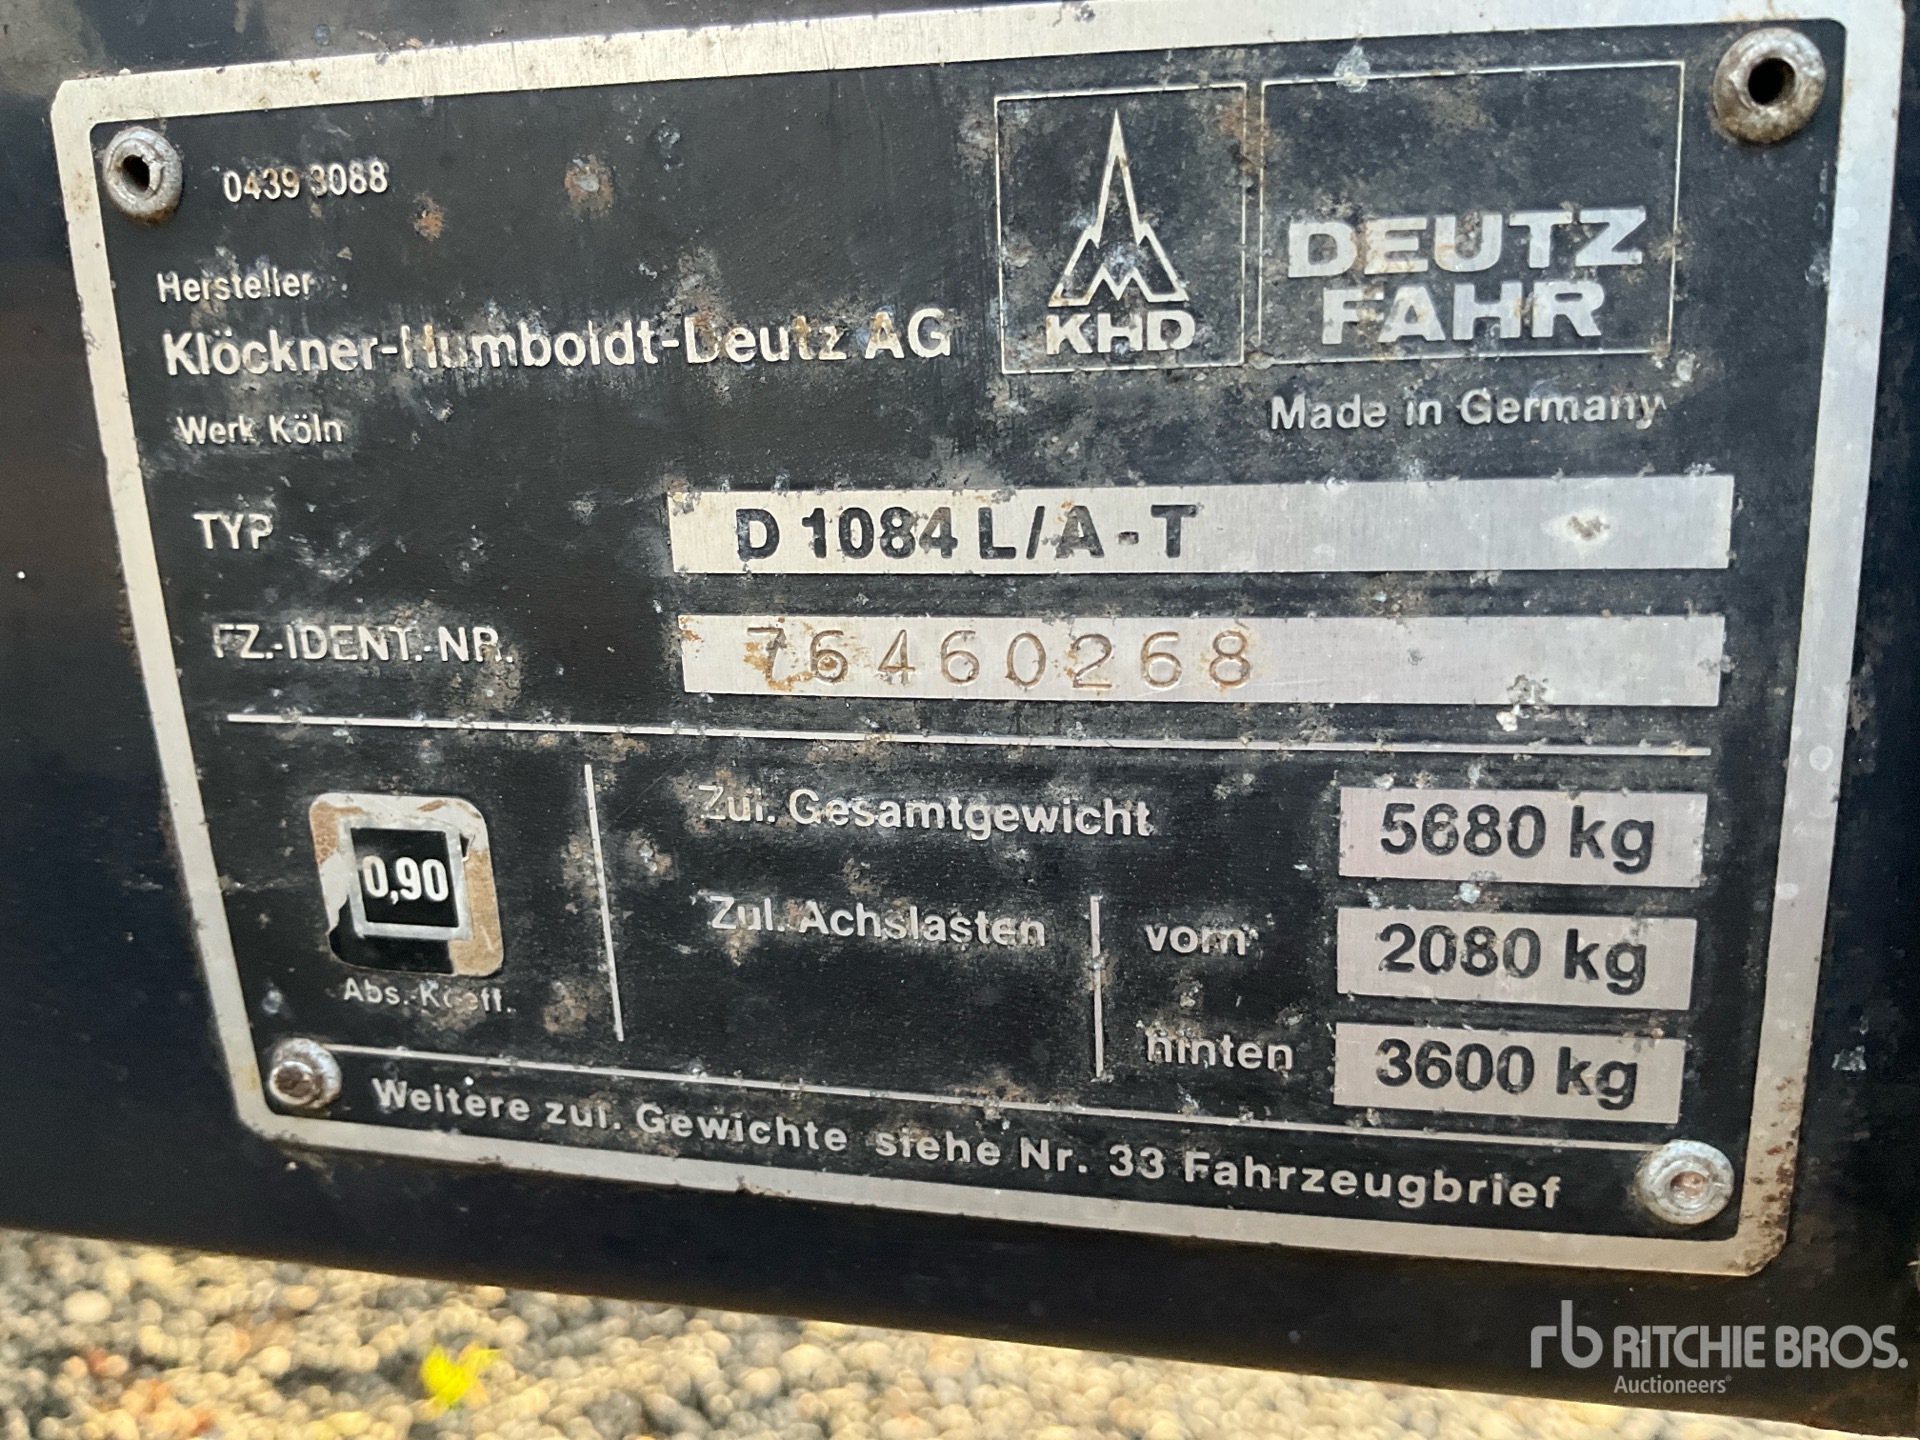 0439 3088
KHD
DEUTZ
FAHR
Hersteller
Klöckner-Humboldt-Deutz AG
Werk Köln
Made in Germany
TYP D 1084 L/A-T
FZ.-IDENT.-NR. 76460268
0,90
Abs.-Koeff.
Zul. Gesamtgewicht 5680 kg
Zul. Achslasten vorn 2080 kg
hinten 3600 kg
Weitere zul. Gewichte siehe Nr. 33 Fahrzeugbrief
rb RITCHIE BROS.
Auctioneers